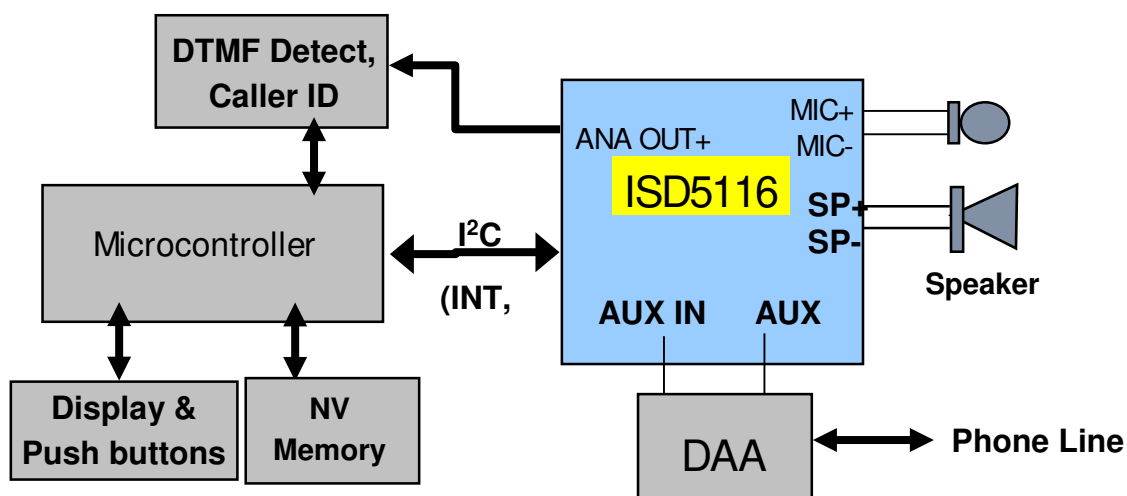 DTMF Detect,
Caller ID
MIC+
MIC-
ANA OUT+
ISD5116
SP+
SP-
Microcontroller
I²C
(INT,
Speaker
AUX IN
AUX
Display &
Push buttons
NV
Memory
DAA
Phone Line